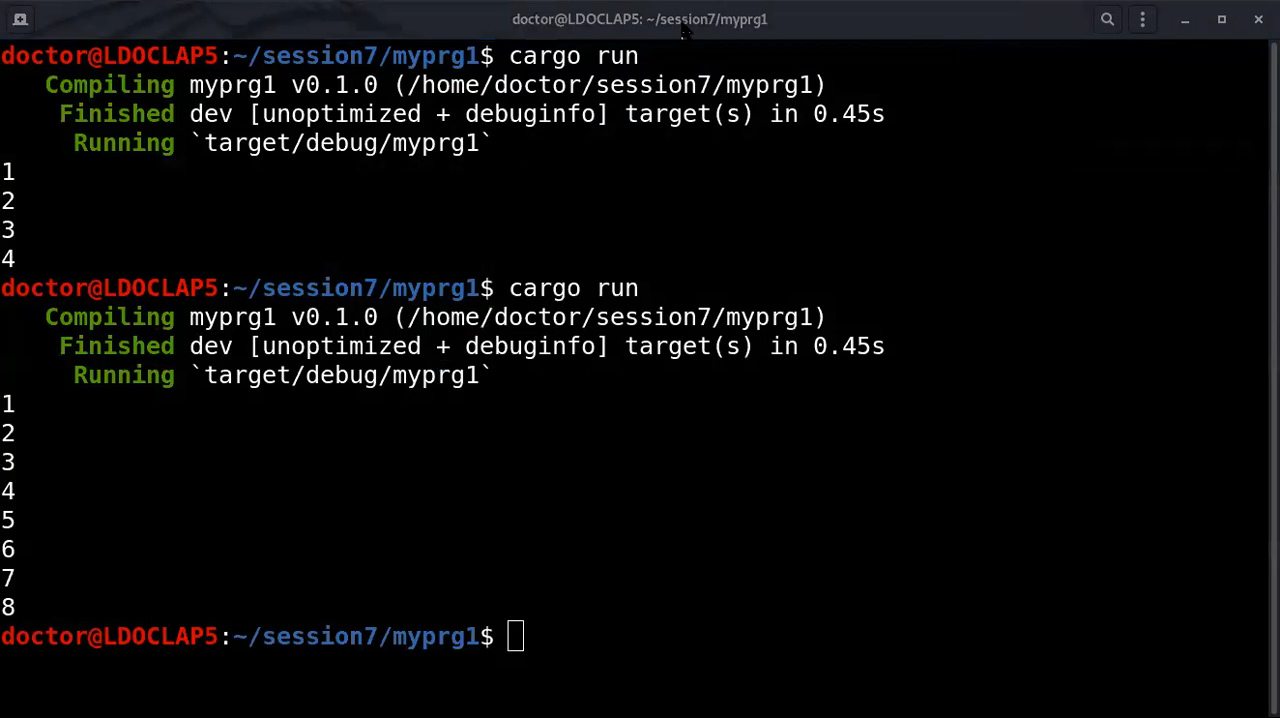 doctor@LDOCLAP5: ~/session7/myprg1
doctor@LDOCLAP5:~/session7/myprg1$ cargo run
   Compiling myprg1 v0.1.0 (/home/doctor/session7/myprg1)
    Finished dev [unoptimized + debuginfo] target(s) in 0.45s
     Running `target/debug/myprg1`
1
2
3
4
doctor@LDOCLAP5:~/session7/myprg1$ cargo run
   Compiling myprg1 v0.1.0 (/home/doctor/session7/myprg1)
    Finished dev [unoptimized + debuginfo] target(s) in 0.45s
     Running `target/debug/myprg1`
1
2
3
4
5
6
7
8
doctor@LDOCLAP5:~/session7/myprg1$